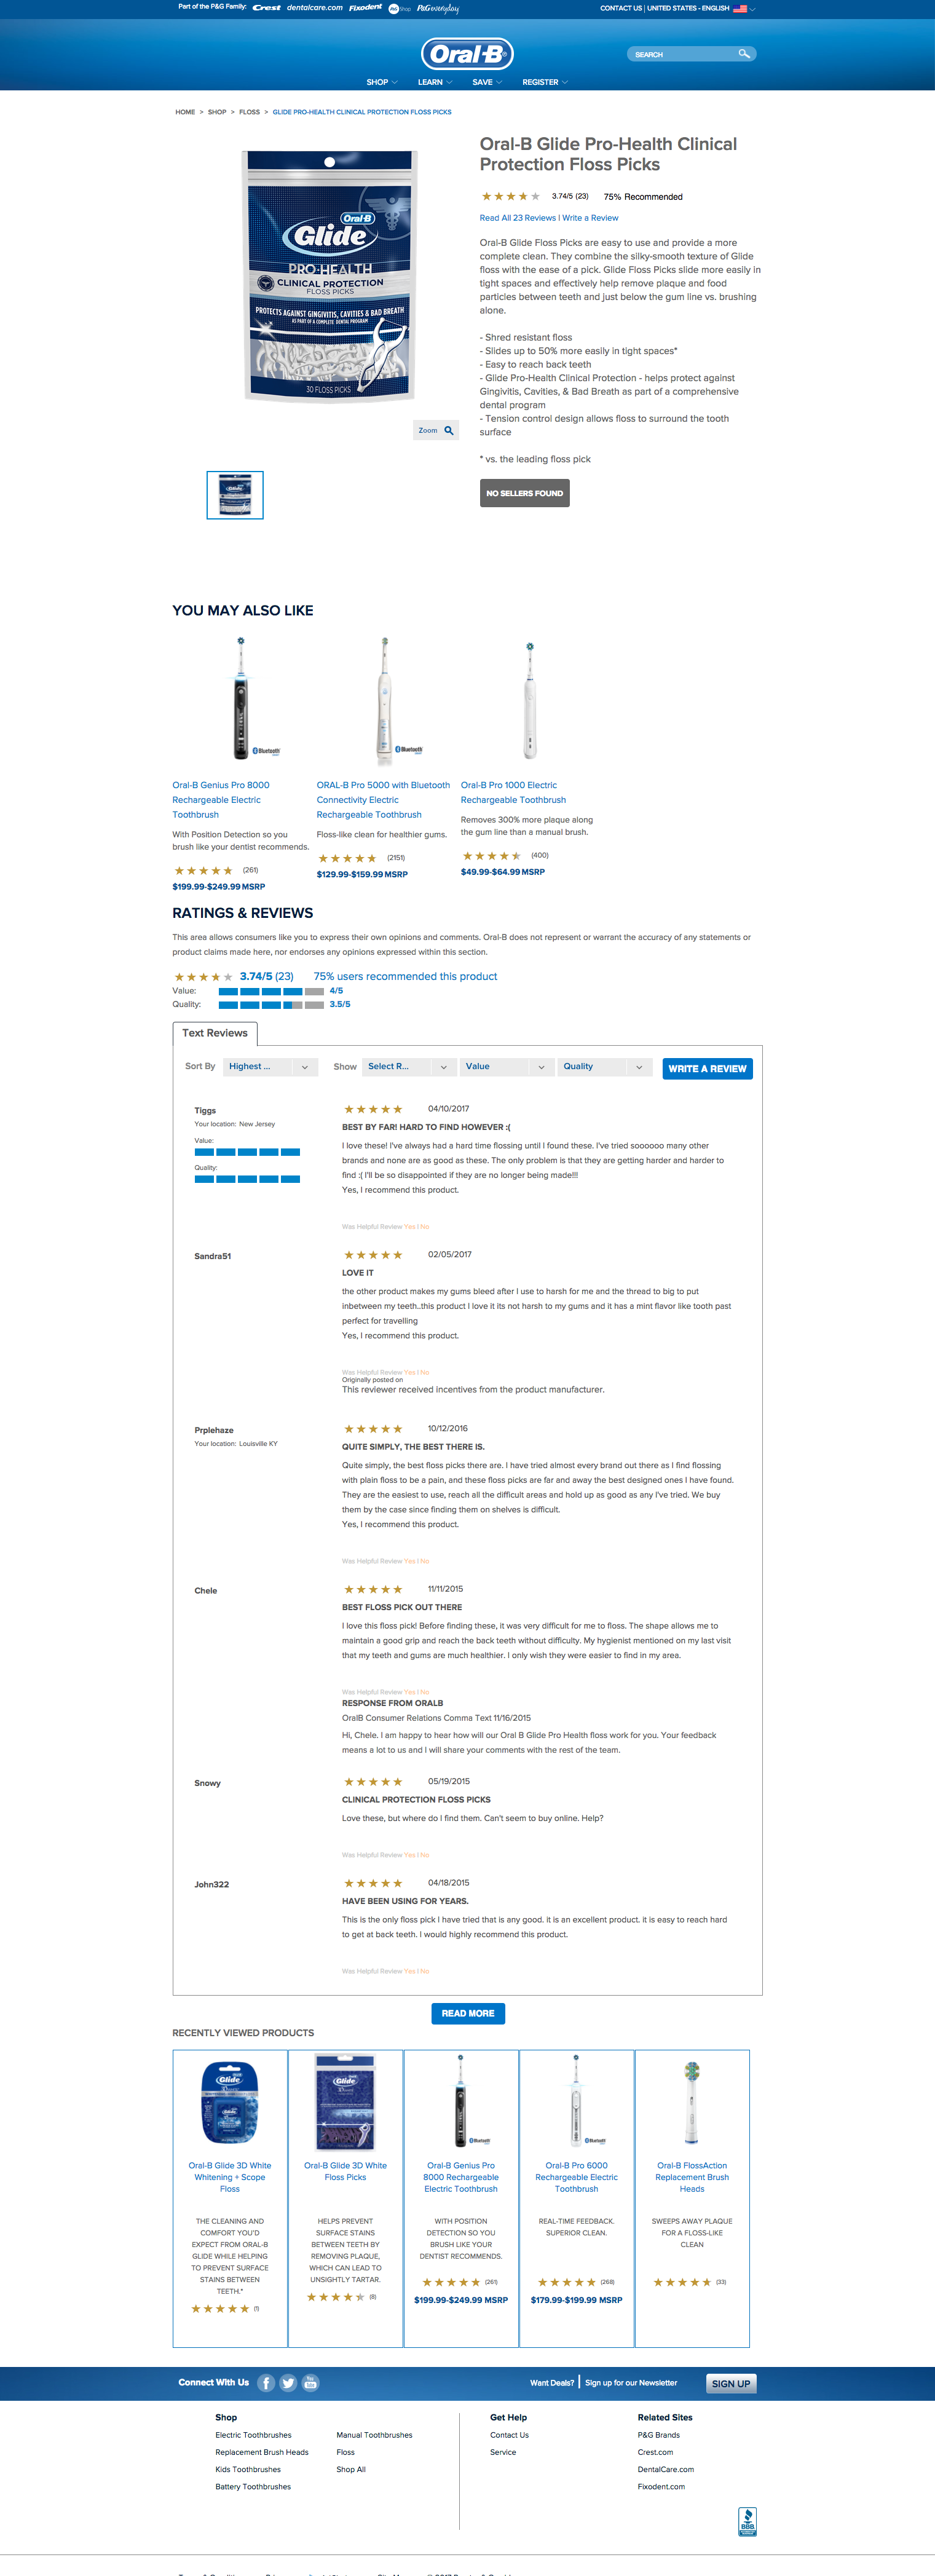 Part of the P&G Family: Crest dentalcare.com Fixodent P&G Shop P&G everyday
CONTACT US | UNITED STATES - ENGLISH
Oral-B
SEARCH
SHOP LEARN SAVE REGISTER
HOME > SHOP > FLOSS > GLIDE PRO-HEALTH CLINICAL PROTECTION FLOSS PICKS
Oral-B
Glide
PRO-HEALTH
CLINICAL PROTECTION
FLOSS PICKS
PROTECTS AGAINST GINGIVITIS, CAVITIES & BAD BREATH
AS PART OF A COMPLETE DENTAL PROGRAM
30 FLOSS PICKS
Zoom
Oral-B Glide Pro-Health Clinical
Protection Floss Picks
3.74/5 (23) 75% Recommended
Read All 23 Reviews | Write a Review
Oral-B Glide Floss Picks are easy to use and provide a more
complete clean. They combine the silky-smooth texture of Glide
floss with the ease of a pick. Glide Floss Picks slide more easily in
tight spaces and effectively help remove plaque and food
particles between teeth and just below the gum line vs. brushing
alone.
- Shred resistant floss
- Slides up to 50% more easily in tight spaces*
- Easy to reach back teeth
- Glide Pro-Health Clinical Protection - helps protect against
Gingivitis, Cavities, & Bad Breath as part of a comprehensive
dental program
- Tension control design allows floss to surround the tooth
surface
* vs. the leading floss pick
NO SELLERS FOUND
YOU MAY ALSO LIKE
Bluetooth
Oral-B Genius Pro 8000
Rechargeable Electric
Toothbrush
With Position Detection so you
brush like your dentist recommends.
(261)
$199.99-$249.99 MSRP
Bluetooth
ORAL-B Pro 5000 with Bluetooth
Connectivity Electric
Rechargeable Toothbrush
Floss-like clean for healthier gums.
(2151)
$129.99-$159.99 MSRP
Oral-B Pro 1000 Electric
Rechargeable Toothbrush
Removes 300% more plaque along
the gum line than a manual brush.
(400)
$49.99-$64.99 MSRP
RATINGS & REVIEWS
This area allows consumers like you to express their own opinions and comments. Oral-B does not represent or warrant the accuracy of any statements or
product claims made here, nor endorses any opinions expressed within this section.
3.74/5 (23) 75% users recommended this product
Value: 4/5
Quality: 3.5/5
Text Reviews
Sort By Highest ... Show Select R... Value Quality WRITE A REVIEW
Tiggs
Your location: New Jersey
Value:
Quality:
04/10/2017
BEST BY FAR! HARD TO FIND HOWEVER :(
I love these! I've always had a hard time flossing until I found these. I've tried soooooo many other
brands and none are as good as these. The only problem is that they are getting harder and harder to
find :( I'll be so disappointed if they are no longer being made!!!
Yes, I recommend this product.
Was Helpful Review Yes | No
Sandra51
02/05/2017
LOVE IT
the other product makes my gums bleed after I use to harsh for me and the thread to big to put
inbetween my teeth..this product I love it its not harsh to my gums and it has a mint flavor like tooth past
perfect for travelling
Yes, I recommend this product.
Was Helpful Review Yes | No
Originally posted on
This reviewer received incentives from the product manufacturer.
Prplehaze
Your location: Louisville KY
10/12/2016
QUITE SIMPLY, THE BEST THERE IS.
Quite simply, the best floss picks there are. I have tried almost every brand out there as I find flossing
with plain floss to be a pain, and these floss picks are far and away the best designed ones I have found.
They are the easiest to use, reach all the difficult areas and hold up as good as any I've tried. We buy
them by the case since finding them on shelves is difficult.
Yes, I recommend this product.
Was Helpful Review Yes | No
Chele
11/11/2015
BEST FLOSS PICK OUT THERE
I love this floss pick! Before finding these, it was very difficult for me to floss. The shape allows me to
maintain a good grip and reach the back teeth without difficulty. My hygienist mentioned on my last visit
that my teeth and gums are much healthier. I only wish they were easier to find in my area.
Was Helpful Review Yes | No
RESPONSE FROM ORALB
OralB Consumer Relations Comma Text 11/16/2015
Hi, Chele. I am happy to hear how will our Oral B Glide Pro Health floss work for you. Your feedback
means a lot to us and I will share your comments with the rest of the team.
Snowy
05/19/2015
CLINICAL PROTECTION FLOSS PICKS
Love these, but where do I find them. Can't seem to buy online. Help?
Was Helpful Review Yes | No
John322
04/18/2015
HAVE BEEN USING FOR YEARS.
This is the only floss pick I have tried that is any good. it is an excellent product. it is easy to reach hard
to get at back teeth. I would highly recommend this product.
Was Helpful Review Yes | No
READ MORE
RECENTLY VIEWED PRODUCTS
Glide
Oral-B Glide 3D White
Whitening + Scope
Floss
THE CLEANING AND
COMFORT YOU'D
EXPECT FROM ORAL-B
GLIDE WHILE HELPING
TO PREVENT SURFACE
STAINS BETWEEN
TEETH.*
(1)
Glide
Oral-B Glide 3D White
Floss Picks
HELPS PREVENT
SURFACE STAINS
BETWEEN TEETH BY
REMOVING PLAQUE,
WHICH CAN LEAD TO
UNSIGHTLY TARTAR.
(8)
Bluetooth
Oral-B Genius Pro
8000 Rechargeable
Electric Toothbrush
WITH POSITION
DETECTION SO YOU
BRUSH LIKE YOUR
DENTIST RECOMMENDS.
(261)
$199.99-$249.99 MSRP
Bluetooth
Oral-B Pro 6000
Rechargeable Electric
Toothbrush
REAL-TIME FEEDBACK.
SUPERIOR CLEAN.
(268)
$179.99-$199.99 MSRP
Oral-B FlossAction
Replacement Brush
Heads
SWEEPS AWAY PLAQUE
FOR A FLOSS-LIKE
CLEAN
(33)
Connect With Us
You Tube
Want Deals? | Sign up for our Newsletter SIGN UP
Shop
Electric Toothbrushes
Replacement Brush Heads
Kids Toothbrushes
Battery Toothbrushes
Manual Toothbrushes
Floss
Shop All
Get Help
Contact Us
Service
Related Sites
P&G Brands
Crest.com
DentalCare.com
Fixodent.com
BBB